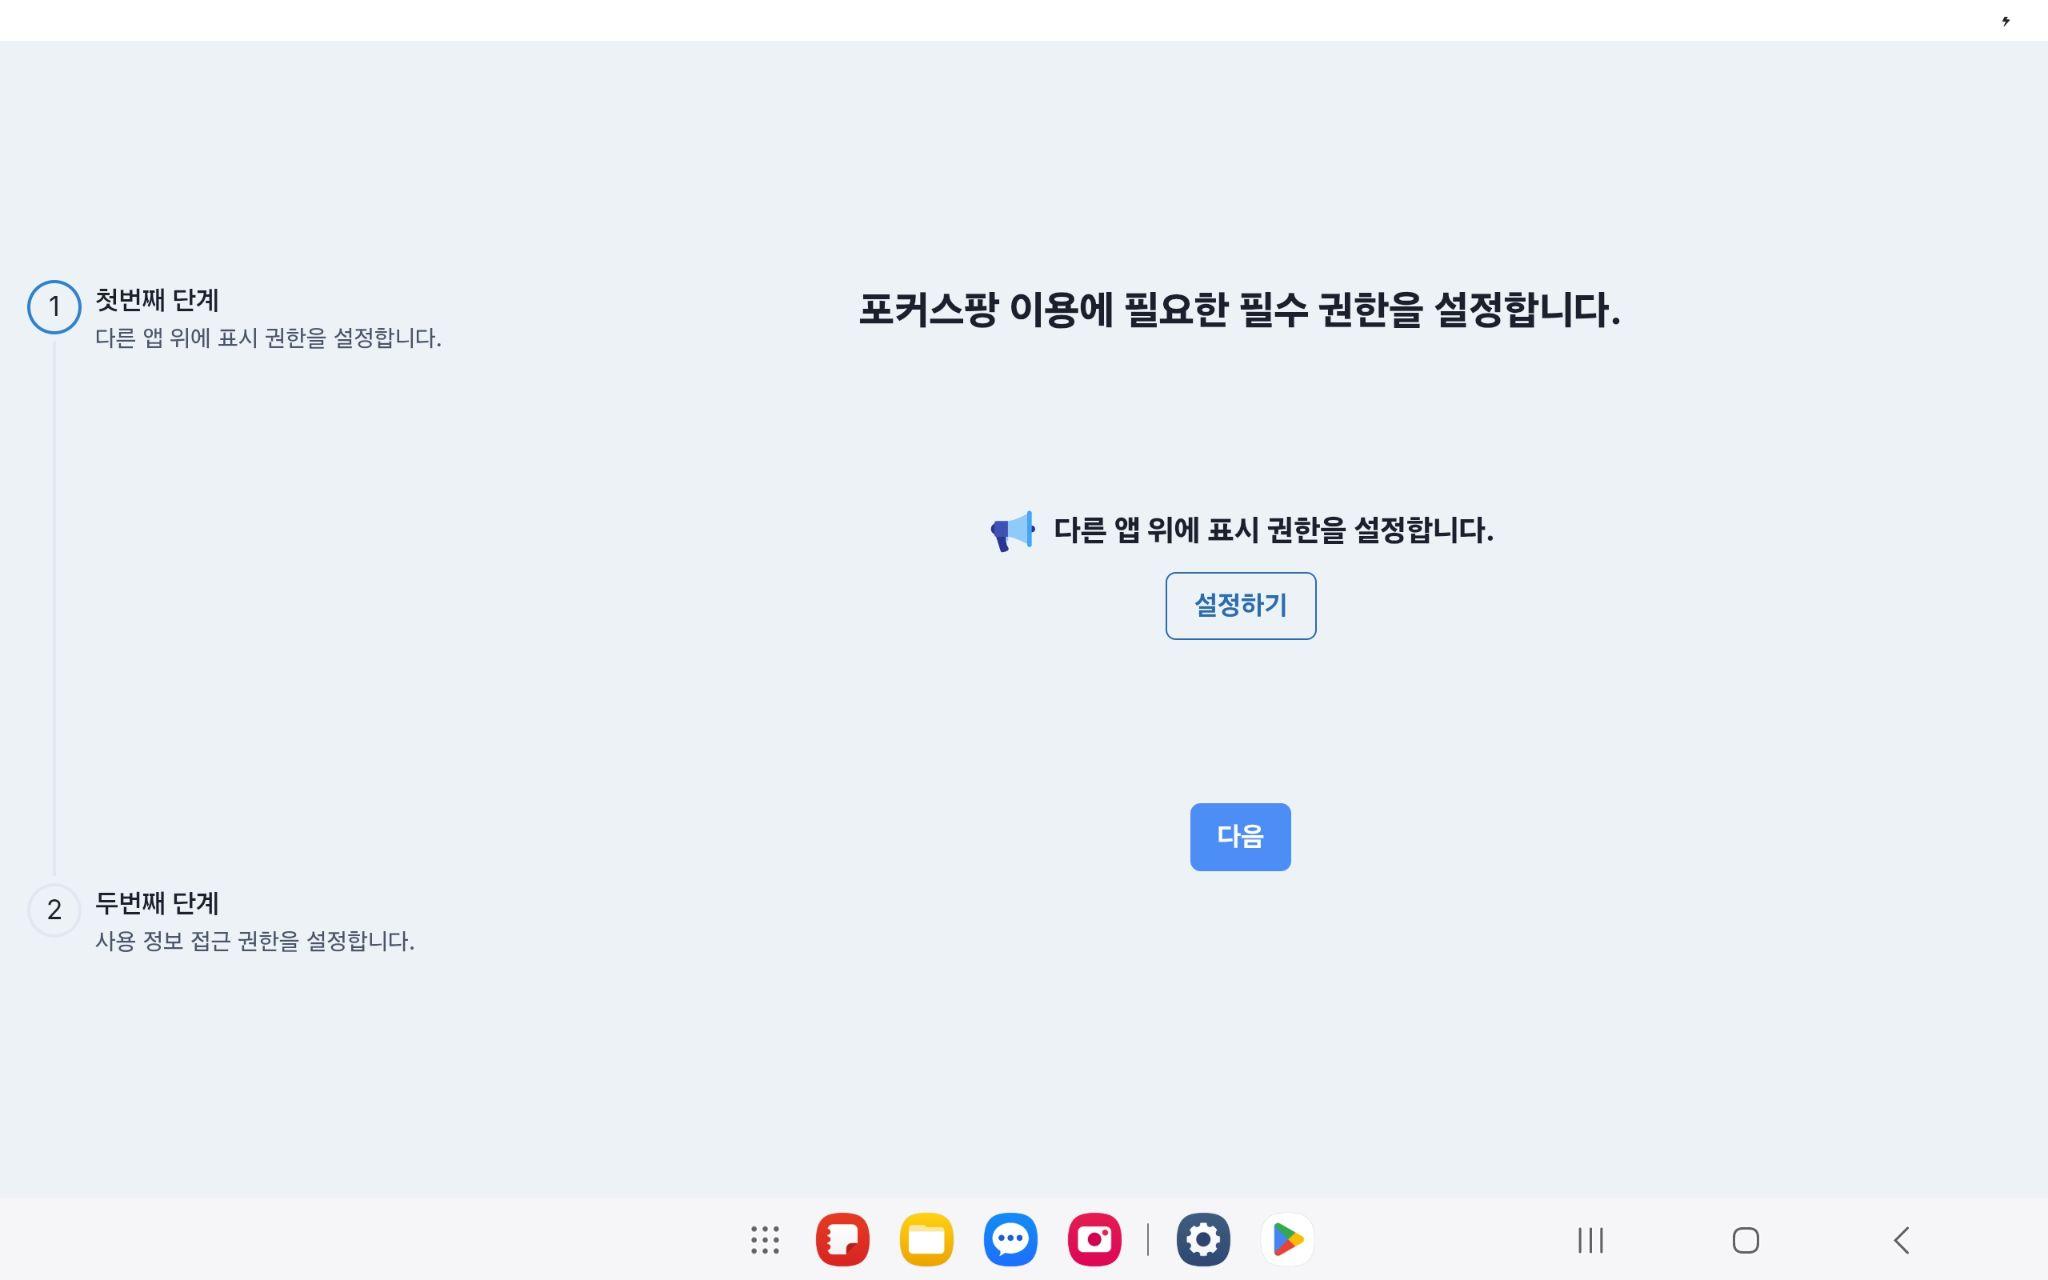 1
첫번째 단계
다른 앱 위에 표시 권한을 설정합니다.
포커스팡 이용에 필요한 필수 권한을 설정합니다.
다른 앱 위에 표시 권한을 설정합니다.
설정하기
다음
2
두번째 단계
사용 정보 접근 권한을 설정합니다.